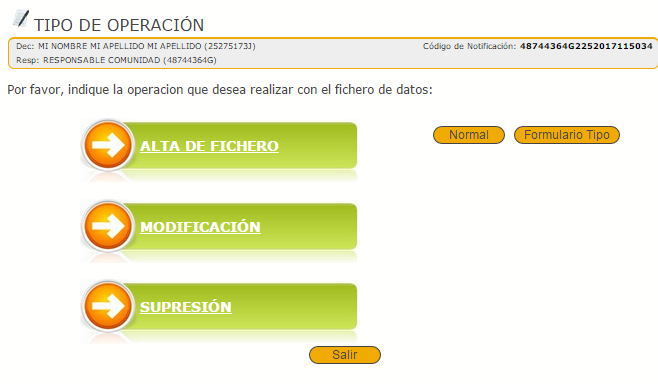 TIPO DE OPERACIÓN
Dec: MI NOMBRE MI APELLIDO MI APELLIDO (25275173J) Código de Notificación: 48744364G2252017115034
Resp: RESPONSABLE COMUNIDAD (48744364G)
Por favor, indique la operacion que desea realizar con el fichero de datos:
ALTA DE FICHERO Normal Formulario Tipo
MODIFICACIÓN
SUPRESIÓN
Salir